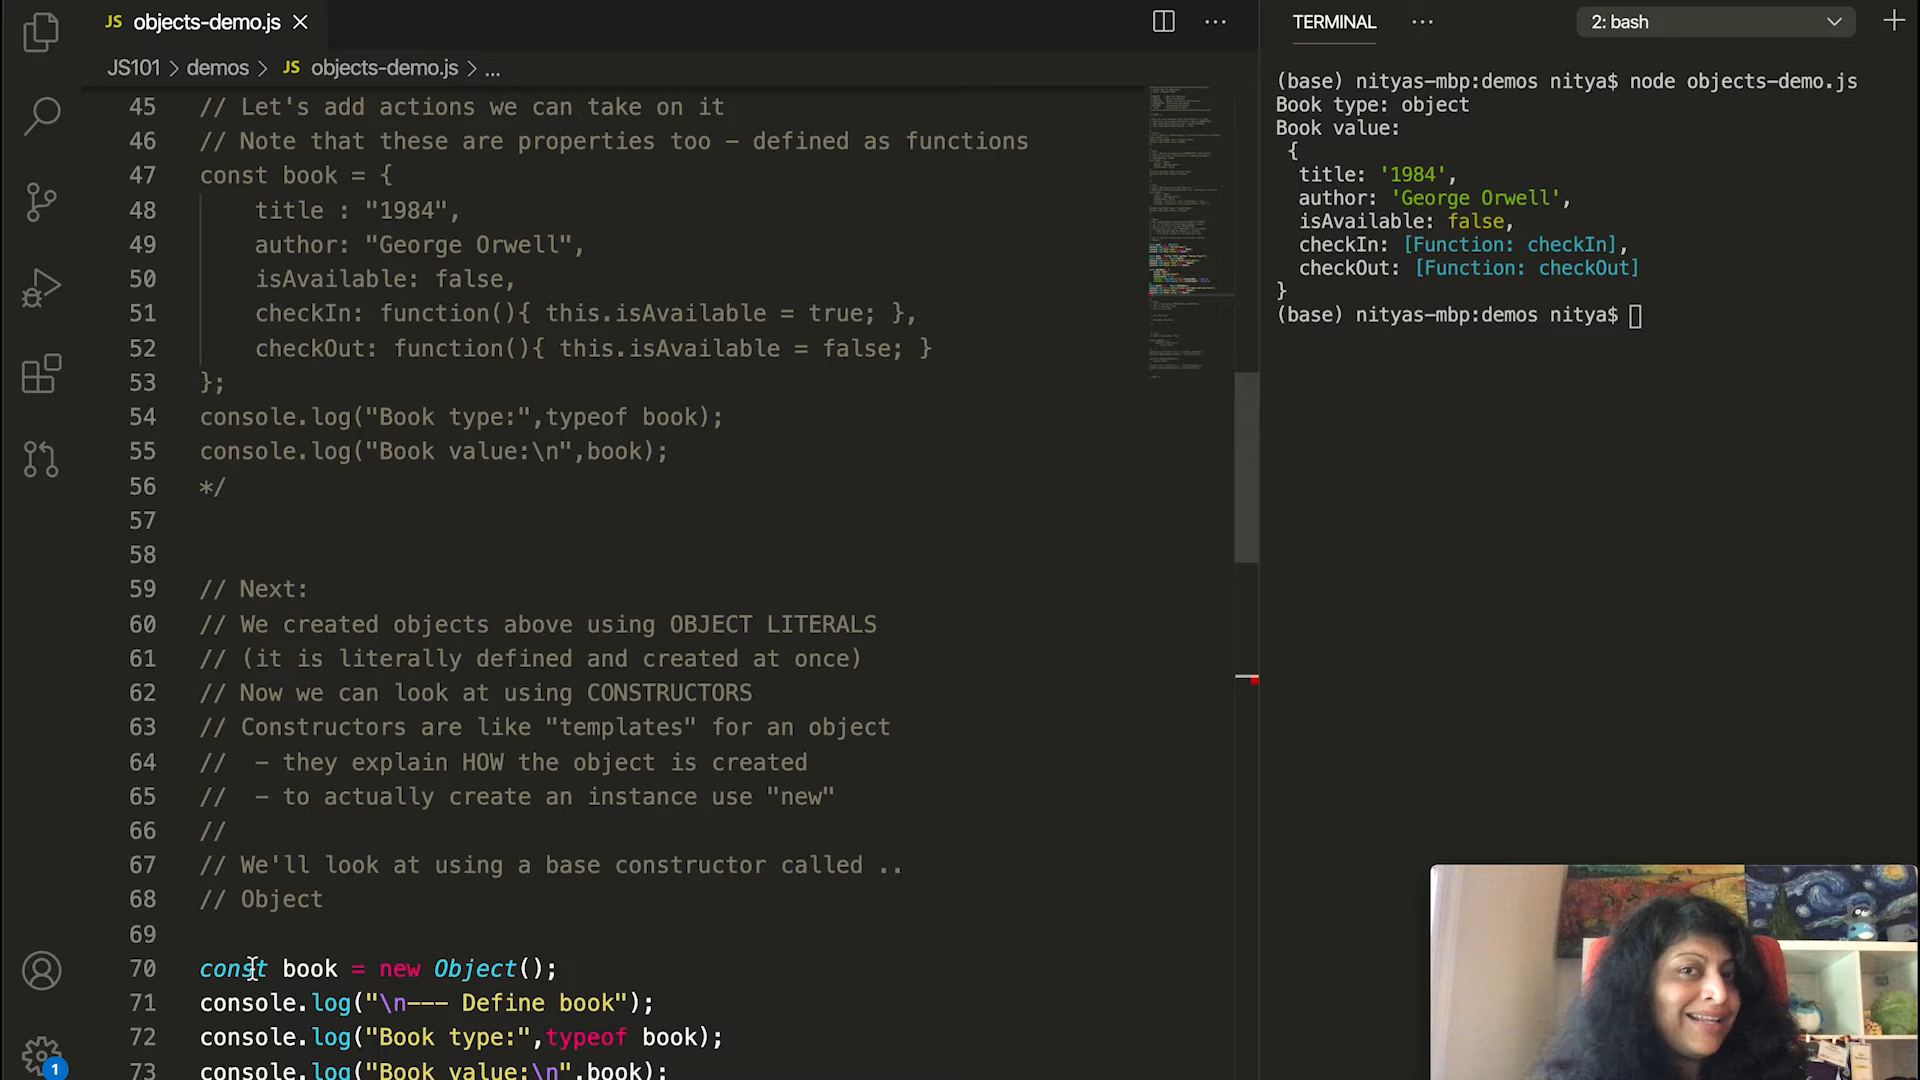 JS objects-demo.js
JS101 > demos > JS objects-demo.js > ...
45 // Let's add actions we can take on it
46 // Note that these are properties too - defined as functions
47 const book = {
48 title : "1984",
49 author: "George Orwell",
50 isAvailable: false,
51 checkIn: function(){ this.isAvailable = true; },
52 checkOut: function(){ this.isAvailable = false; }
53 };
54 console.log("Book type:",typeof book);
55 console.log("Book value:\n",book);
56 */
57
58
59 // Next:
60 // We created objects above using OBJECT LITERALS
61 // (it is literally defined and created at once)
62 // Now we can look at using CONSTRUCTORS
63 // Constructors are like "templates" for an object
64 //  - they explain HOW the object is created
65 //  - to actually create an instance use "new"
66 //
67 // We'll look at using a base constructor called ..
68 // Object
69
70 const book = new Object();
71 console.log("\n--- Define book");
72 console.log("Book type:",typeof book);
73 console.log("Book value:\n",book);
1
TERMINAL ... 2: bash
(base) nityas-mbp:demos nitya$ node objects-demo.js
Book type: object
Book value:
{
title: '1984',
author: 'George Orwell',
isAvailable: false,
checkIn: [Function: checkIn],
checkOut: [Function: checkOut]
}
(base) nityas-mbp:demos nitya$